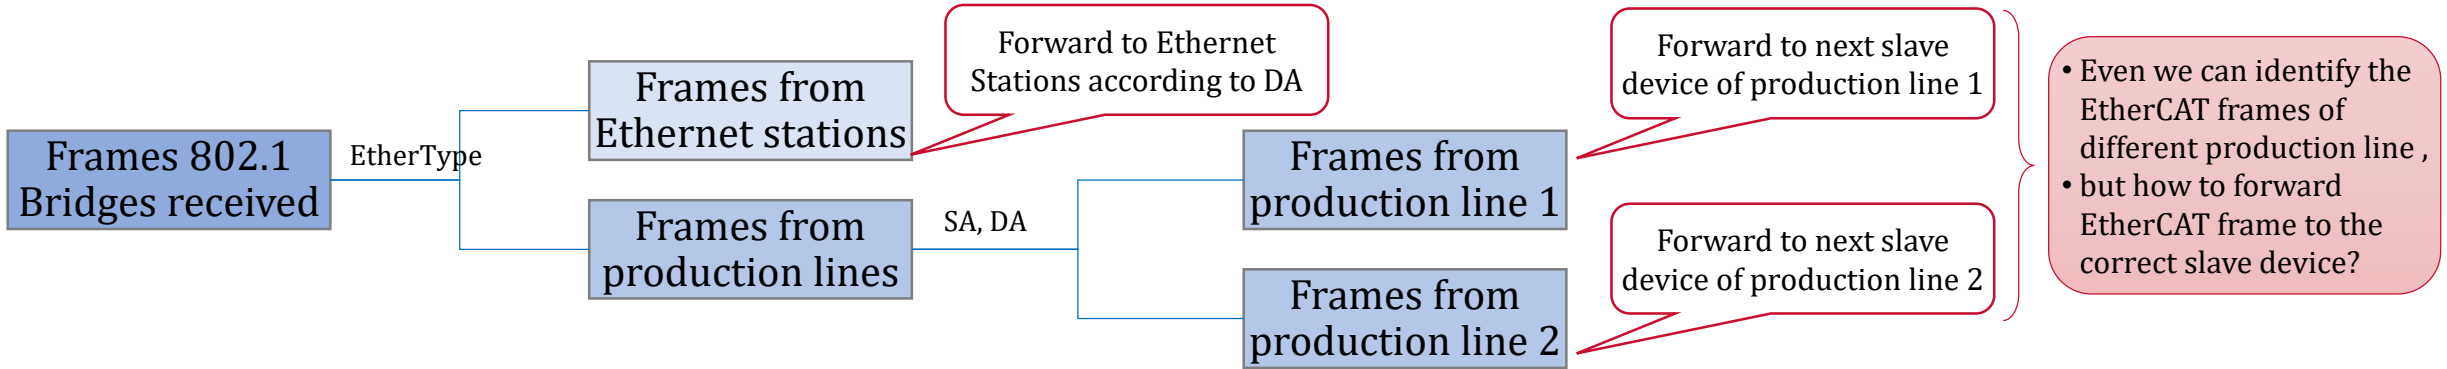 Frames 802.1
Bridges received
EtherType
Frames from
Ethernet stations
Forward to Ethernet
Stations according to DA
Frames from
production lines
SA, DA
Frames from
production line 1
Forward to next slave
device of production line 1
Frames from
production line 2
Forward to next slave
device of production line 2
• Even we can identify the
EtherCAT frames of
different production line ,
• but how to forward
EtherCAT frame to the
correct slave device?